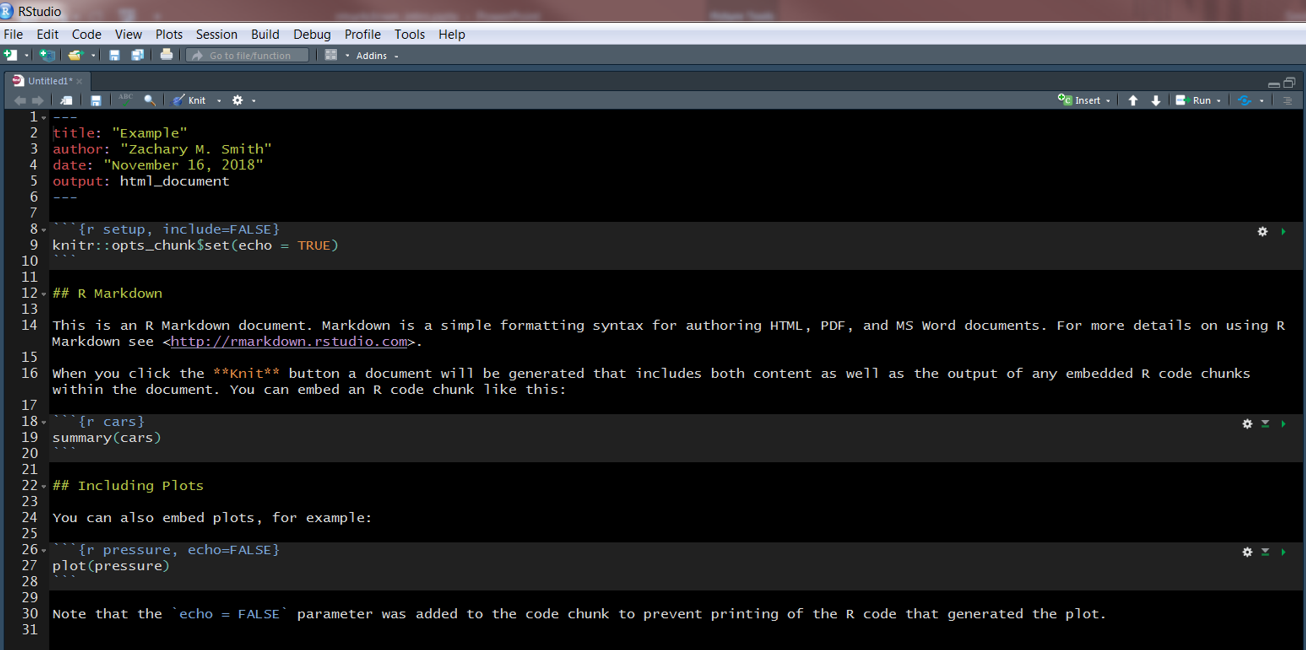 RStudio
File Edit Code View Plots Session Build Debug Profile Tools Help
Go to file/function Addins
Untitled1*
ABC Knit Insert Run
1 ---
2 title: "Example"
3 author: "Zachary M. Smith"
4 date: "November 16, 2018"
5 output: html_document
6 ---
7
8 ```{r setup, include=FALSE}
9 knitr::opts_chunk$set(echo = TRUE)
10 ```
11
12 ## R Markdown
13
14 This is an R Markdown document. Markdown is a simple formatting syntax for authoring HTML, PDF, and MS Word documents. For more details on using R
Markdown see <http://rmarkdown.rstudio.com>.
15
16 When you click the **Knit** button a document will be generated that includes both content as well as the output of any embedded R code chunks
within the document. You can embed an R code chunk like this:
17
18 ```{r cars}
19 summary(cars)
20 ```
21
22 ## Including Plots
23
24 You can also embed plots, for example:
25
26 ```{r pressure, echo=FALSE}
27 plot(pressure)
28 ```
29
30 Note that the `echo = FALSE` parameter was added to the code chunk to prevent printing of the R code that generated the plot.
31